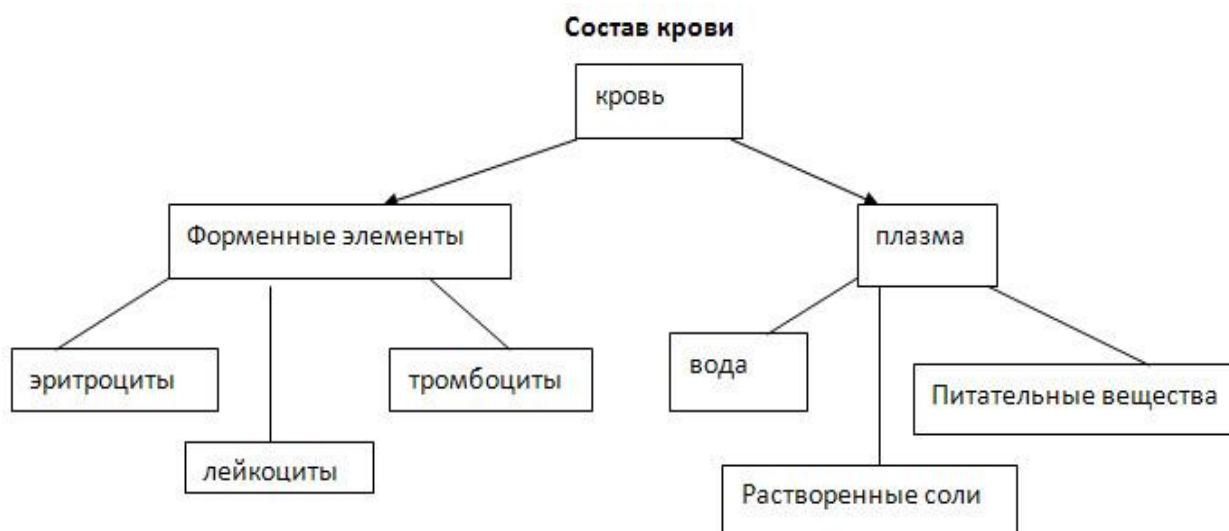 Состав крови
кровь
Форменные элементы
плазма
эритроциты
лейкоциты
тромбоциты
вода
Растворенные соли
Питательные вещества